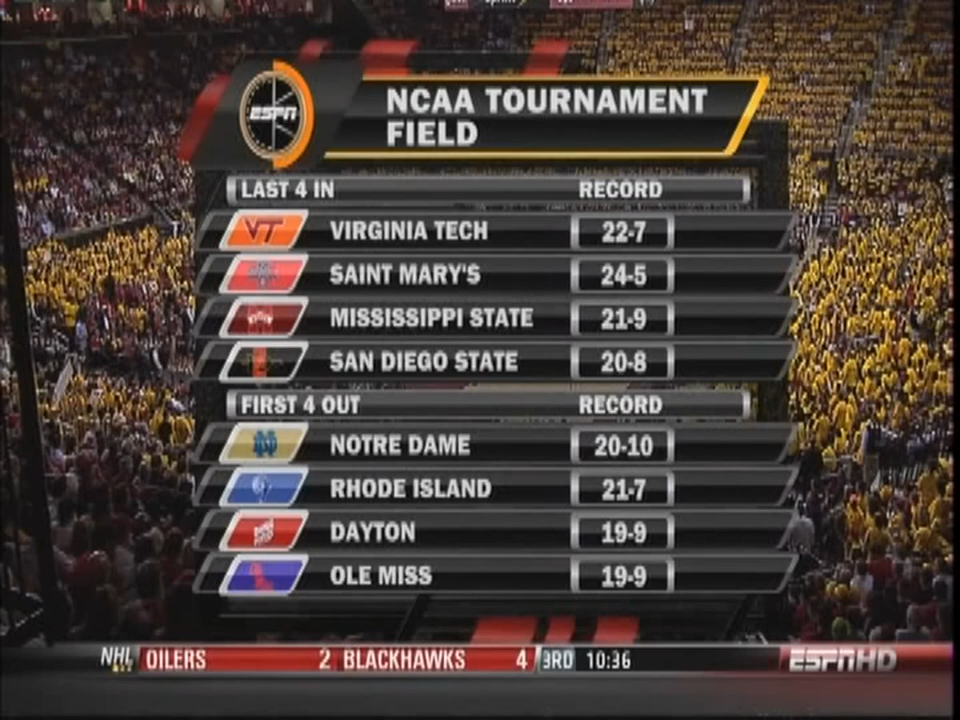 ESPN
NCAA TOURNAMENT
FIELD
LAST 4 IN RECORD
VT VIRGINIA TECH 22-7
SAINT MARY'S 24-5
MISSISSIPPI STATE 21-9
SAN DIEGO STATE 20-8
FIRST 4 OUT RECORD
ND NOTRE DAME 20-10
RHODE ISLAND 21-7
DAYTON 19-9
OLE MISS 19-9
NHL OILERS 2 BLACKHAWKS 4 3RD 10:36 ESPNHD